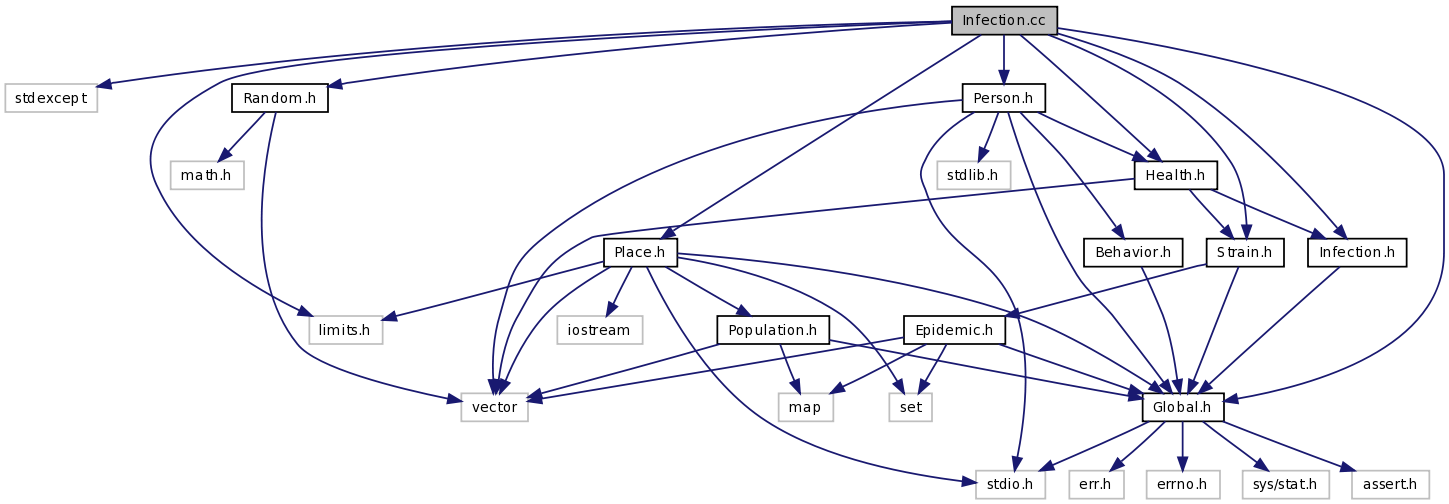 Infection.cc
stdexcept
Random.h
Person.h
math.h
stdlib.h
Health.h
Place.h
Behavior.h
Strain.h
Infection.h
limits.h
iostream
Population.h
Epidemic.h
vector
map
set
Global.h
stdio.h
err.h
errno.h
sys/stat.h
assert.h